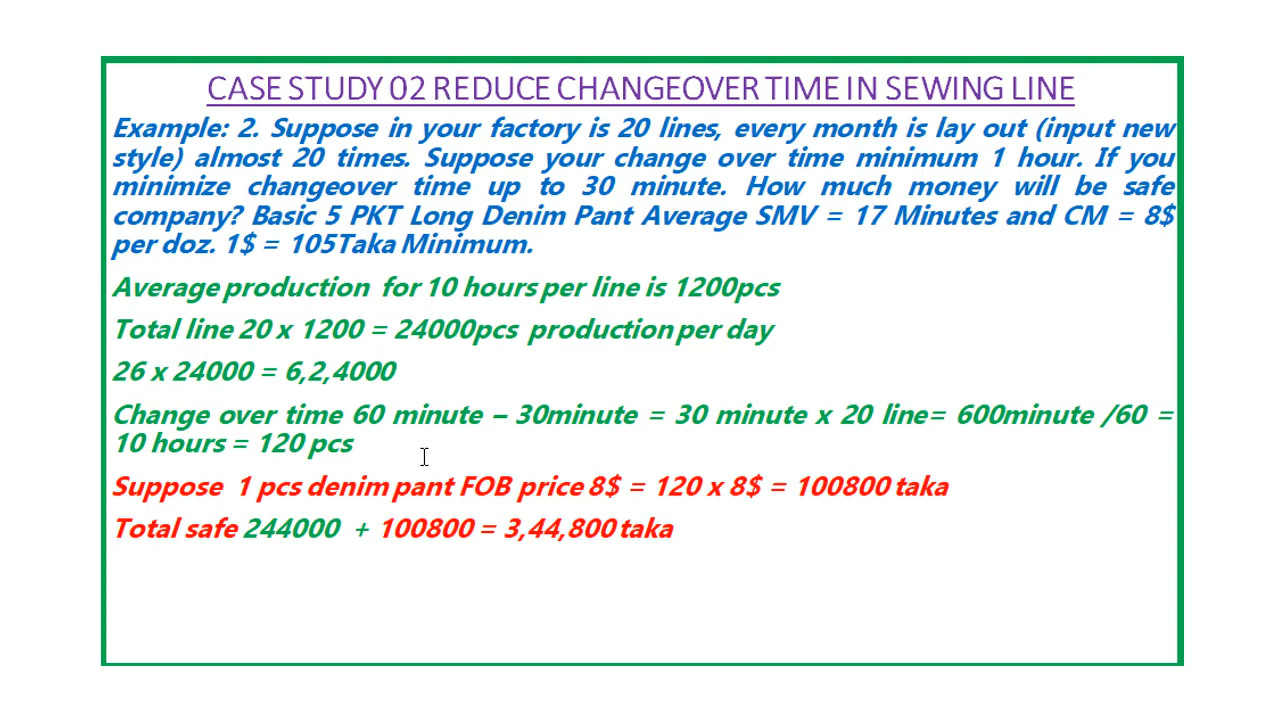 CASE STUDY 02 REDUCE CHANGEOVER TIME IN SEWING LINE
Example: 2. Suppose in your factory is 20 lines, every month is lay out (input new
style) almost 20 times. Suppose your change over time minimum 1 hour. If you
minimize changeover time up to 30 minute. How much money will be safe
company? Basic 5 PKT Long Denim Pant Average SMV = 17 Minutes and CM = 8$
per doz. 1$ = 105Taka Minimum.
Average production for 10 hours per line is 1200pcs
Total line 20 x 1200 = 24000pcs production per day
26 x 24000 = 6,2,4000
Change over time 60 minute – 30minute = 30 minute x 20 line= 600minute /60 =
10 hours = 120 pcs
Suppose 1 pcs denim pant FOB price 8$ = 120 x 8$ = 100800 taka
Total safe 244000 + 100800 = 3,44,800 taka